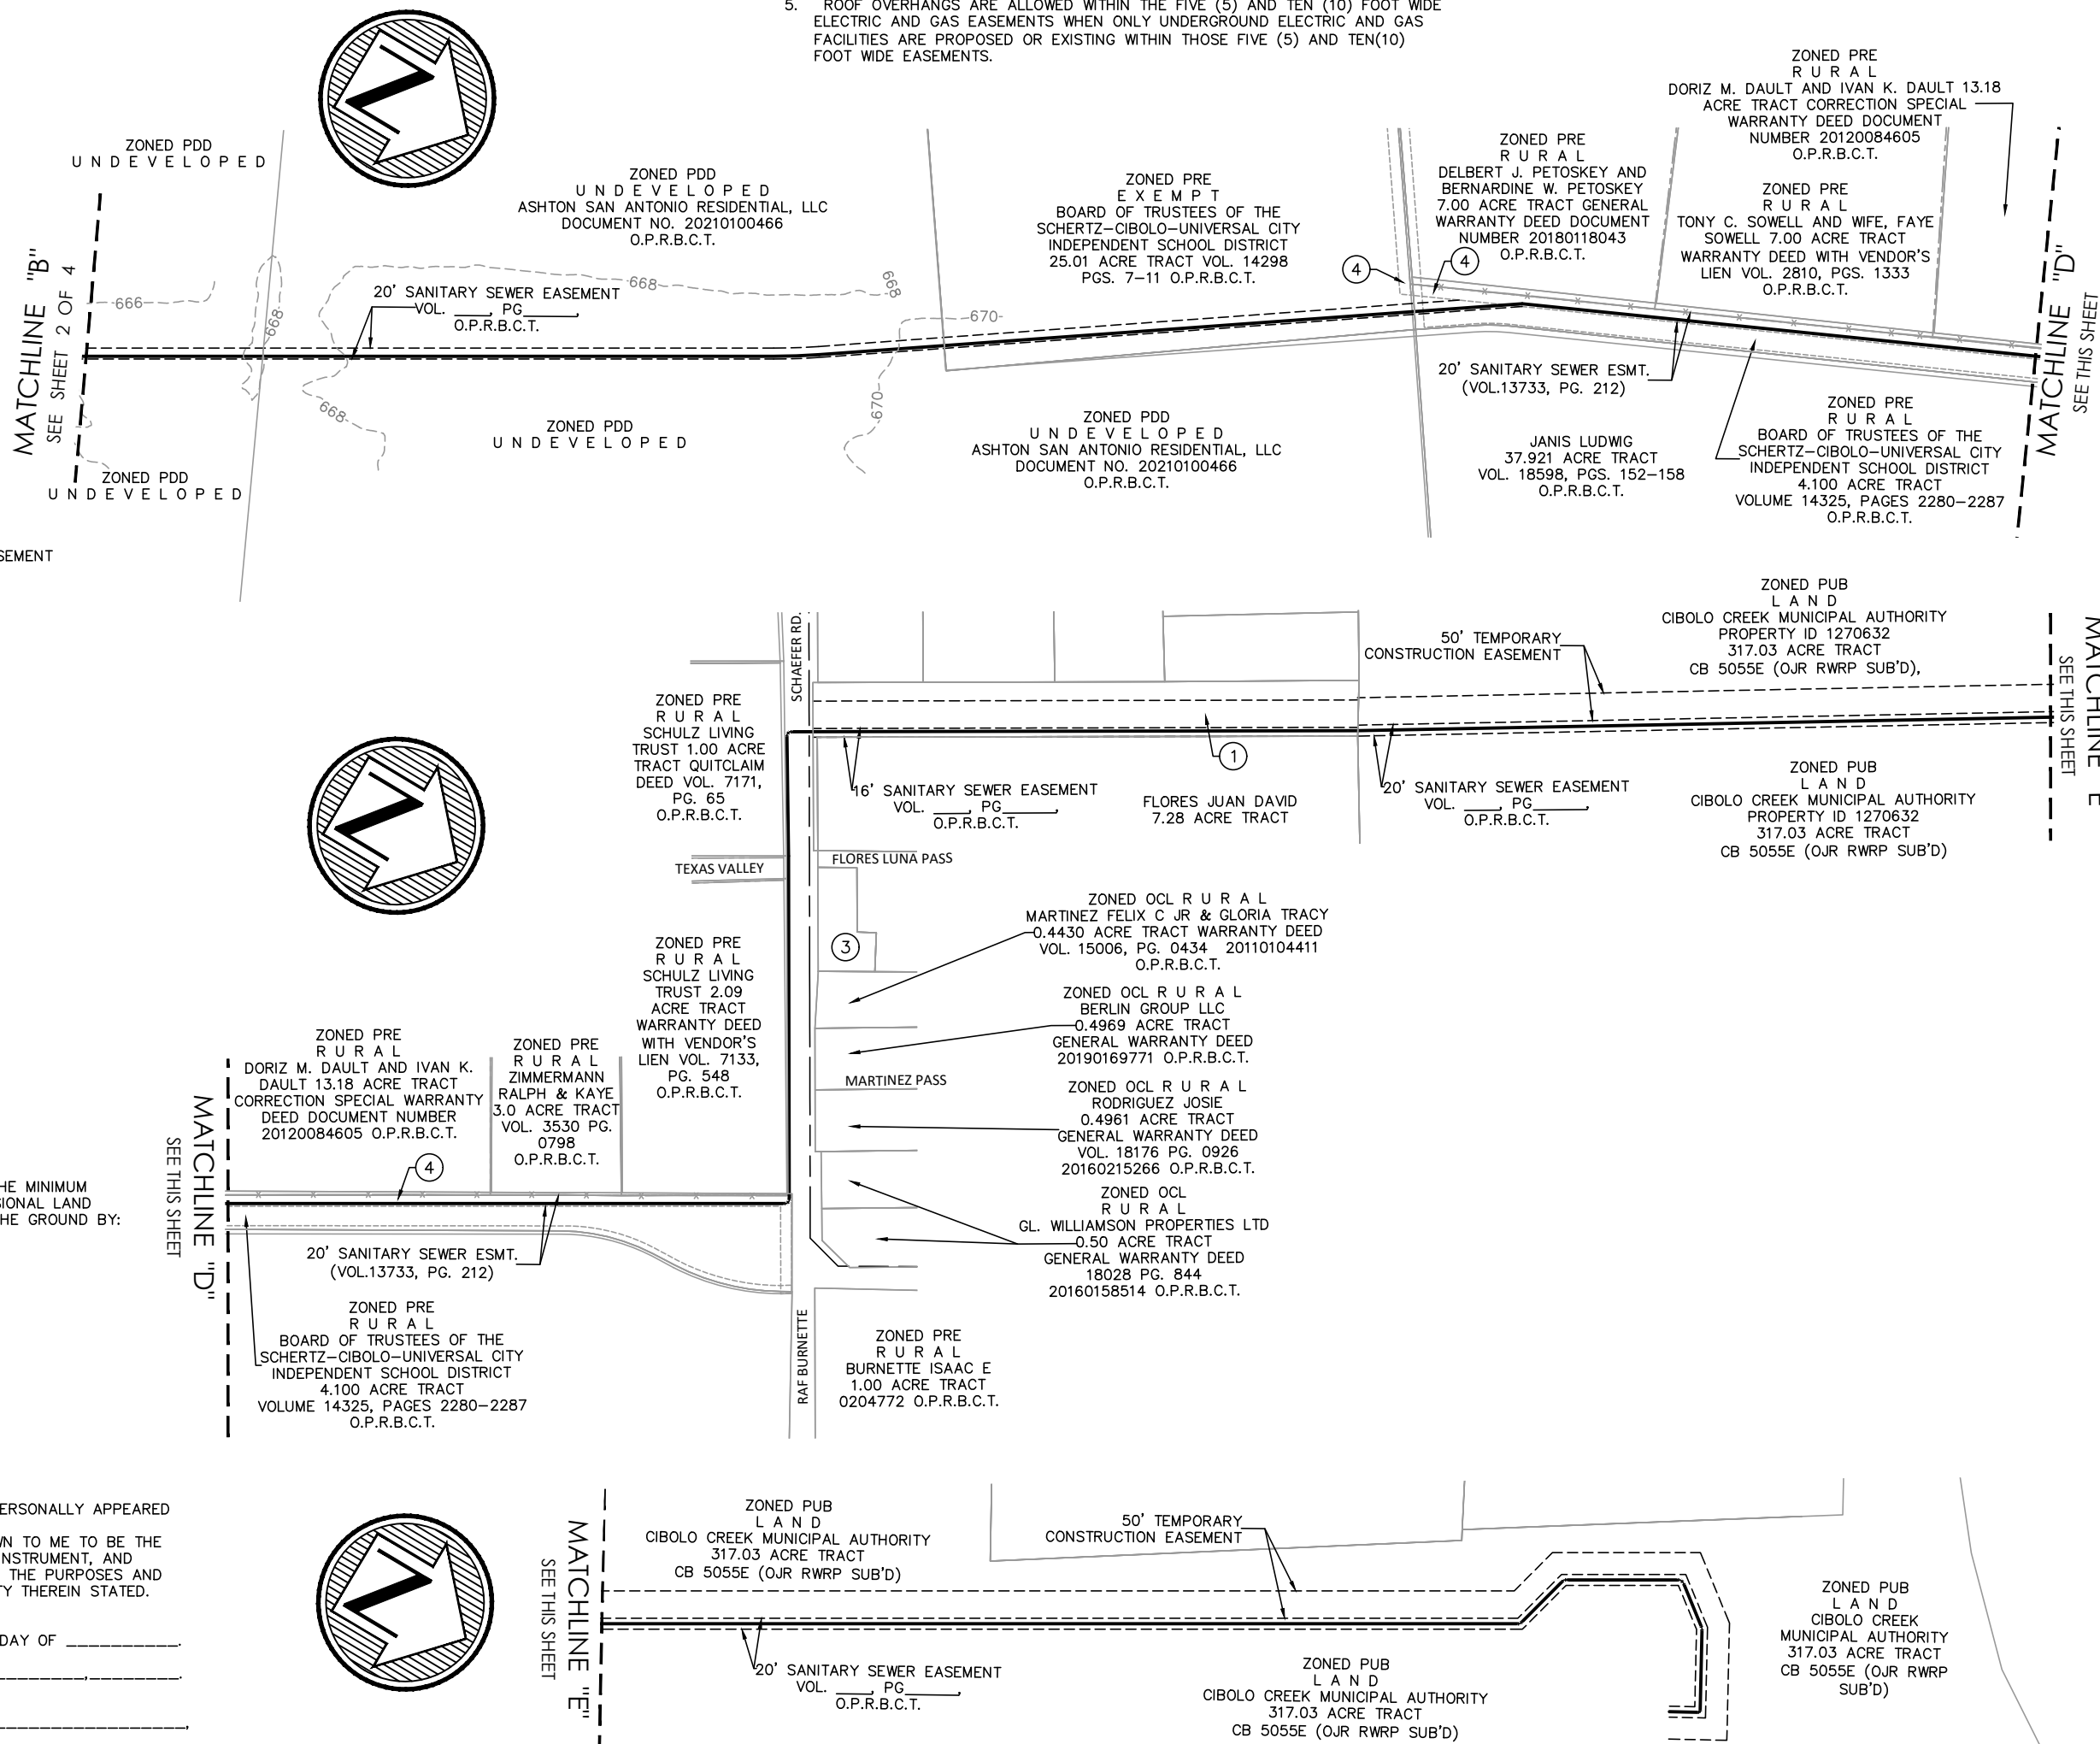 5. ROOF OVERHANGS ARE ALLOWED WITHIN THE FIVE (5) AND TEN (10) FOOT WIDE
ELECTRIC AND GAS EASEMENTS WHEN ONLY UNDERGROUND ELECTRIC AND GAS
FACILITIES ARE PROPOSED OR EXISTING WITHIN THOSE FIVE (5) AND TEN(10)
FOOT WIDE EASEMENTS.
N
MATCHLINE "B"
SEE SHEET 2 OF 4
ZONED PDD
U N D E V E L O P E D
ZONED PDD
U N D E V E L O P E D
ASHTON SAN ANTONIO RESIDENTIAL, LLC
DOCUMENT NO. 20210100466
O.P.R.B.C.T.
ZONED PRE
E X E M P T
BOARD OF TRUSTEES OF THE
SCHERTZ-CIBOLO-UNIVERSAL CITY
INDEPENDENT SCHOOL DISTRICT
25.01 ACRE TRACT VOL. 14298
PGS. 7-11 O.P.R.B.C.T.
ZONED PRE
R U R A L
DELBERT J. PETOSKEY AND
BERNARDINE W. PETOSKEY
7.00 ACRE TRACT GENERAL
WARRANTY DEED DOCUMENT
NUMBER 20180118043
O.P.R.B.C.T.
ZONED PRE
R U R A L
DORIZ M. DAULT AND IVAN K. DAULT 13.18
ACRE TRACT CORRECTION SPECIAL
WARRANTY DEED DOCUMENT
NUMBER 20120084605
O.P.R.B.C.T.
ZONED PRE
R U R A L
TONY C. SOWELL AND WIFE, FAYE
SOWELL 7.00 ACRE TRACT
WARRANTY DEED WITH VENDOR'S
LIEN VOL. 2810, PGS. 1333
O.P.R.B.C.T.
4
4
666
668
668
668
668
670
670
20' SANITARY SEWER EASEMENT
VOL. ____, PG________,
O.P.R.B.C.T.
20' SANITARY SEWER ESMT.
(VOL.13733, PG. 212)
MATCHLINE "D"
SEE THIS SHEET
ZONED PDD
U N D E V E L O P E D
ZONED PDD
U N D E V E L O P E D
ZONED PDD
U N D E V E L O P E D
ASHTON SAN ANTONIO RESIDENTIAL, LLC
DOCUMENT NO. 20210100466
O.P.R.B.C.T.
JANIS LUDWIG
37.921 ACRE TRACT
VOL. 18598, PGS. 152-158
O.P.R.B.C.T.
ZONED PRE
R U R A L
BOARD OF TRUSTEES OF THE
SCHERTZ-CIBOLO-UNIVERSAL CITY
INDEPENDENT SCHOOL DISTRICT
4.100 ACRE TRACT
VOLUME 14325, PAGES 2280-2287
O.P.R.B.C.T.
SEMENT
N
SCHAEFER RD.
ZONED PRE
R U R A L
SCHULZ LIVING
TRUST 1.00 ACRE
TRACT QUITCLAIM
DEED VOL. 7171,
PG. 65
O.P.R.B.C.T.
50' TEMPORARY
CONSTRUCTION EASEMENT
ZONED PUB
L A N D
CIBOLO CREEK MUNICIPAL AUTHORITY
PROPERTY ID 1270632
317.03 ACRE TRACT
CB 5055E (OJR RWRP SUB'D),
MATCHLINE E
SEE THIS SHEET
1
16' SANITARY SEWER EASEMENT
VOL. ____, PG______,
O.P.R.B.C.T.
FLORES JUAN DAVID
7.28 ACRE TRACT
20' SANITARY SEWER EASEMENT
VOL. ____, PG______,
O.P.R.B.C.T.
ZONED PUB
L A N D
CIBOLO CREEK MUNICIPAL AUTHORITY
PROPERTY ID 1270632
317.03 ACRE TRACT
CB 5055E (OJR RWRP SUB'D)
TEXAS VALLEY
FLORES LUNA PASS
3
ZONED OCL R U R A L
MARTINEZ FELIX C JR & GLORIA TRACY
0.4430 ACRE TRACT WARRANTY DEED
VOL. 15006, PG. 0434 20110104411
O.P.R.B.C.T.
ZONED PRE
R U R A L
SCHULZ LIVING
TRUST 2.09
ACRE TRACT
WARRANTY DEED
WITH VENDOR'S
LIEN VOL. 7133,
PG. 548
O.P.R.B.C.T.
ZONED OCL R U R A L
BERLIN GROUP LLC
0.4969 ACRE TRACT
GENERAL WARRANTY DEED
20190169771 O.P.R.B.C.T.
MARTINEZ PASS
ZONED OCL R U R A L
RODRIGUEZ JOSIE
0.4961 ACRE TRACT
GENERAL WARRANTY DEED
VOL. 18176 PG. 0926
20160215266 O.P.R.B.C.T.
ZONED OCL
R U R A L
GL. WILLIAMSON PROPERTIES LTD
0.50 ACRE TRACT
GENERAL WARRANTY DEED
18028 PG. 844
20160158514 O.P.R.B.C.T.
ZONED PRE
R U R A L
DORIZ M. DAULT AND IVAN K.
DAULT 13.18 ACRE TRACT
CORRECTION SPECIAL WARRANTY
DEED DOCUMENT NUMBER
20120084605 O.P.R.B.C.T.
ZONED PRE
R U R A L
ZIMMERMANN
RALPH & KAYE
3.0 ACRE TRACT
VOL. 3530 PG.
0798
O.P.R.B.C.T.
4
MATCHLINE "D"
SEE THIS SHEET
20' SANITARY SEWER ESMT.
(VOL.13733, PG. 212)
ZONED PRE
R U R A L
BOARD OF TRUSTEES OF THE
SCHERTZ-CIBOLO-UNIVERSAL CITY
INDEPENDENT SCHOOL DISTRICT
4.100 ACRE TRACT
VOLUME 14325, PAGES 2280-2287
O.P.R.B.C.T.
RAF BURNETTE
ZONED PRE
R U R A L
BURNETTE ISAAC E
1.00 ACRE TRACT
0204772 O.P.R.B.C.T.
HE MINIMUM
SIONAL LAND
HE GROUND BY:
ERSONALLY APPEARED
WN TO ME TO BE THE
NSTRUMENT, AND
THE PURPOSES AND
TY THEREIN STATED.
DAY OF __________.
________,________.
__________________,
N
MATCHLINE "E"
SEE THIS SHEET
ZONED PUB
L A N D
CIBOLO CREEK MUNICIPAL AUTHORITY
317.03 ACRE TRACT
CB 5055E (OJR RWRP SUB'D)
50' TEMPORARY
CONSTRUCTION EASEMENT
20' SANITARY SEWER EASEMENT
VOL. ____, PG______,
O.P.R.B.C.T.
ZONED PUB
L A N D
CIBOLO CREEK MUNICIPAL AUTHORITY
317.03 ACRE TRACT
CB 5055E (OJR RWRP SUB'D)
ZONED PUB
L A N D
CIBOLO CREEK
MUNICIPAL AUTHORITY
317.03 ACRE TRACT
CB 5055E (OJR RWRP
SUB'D)